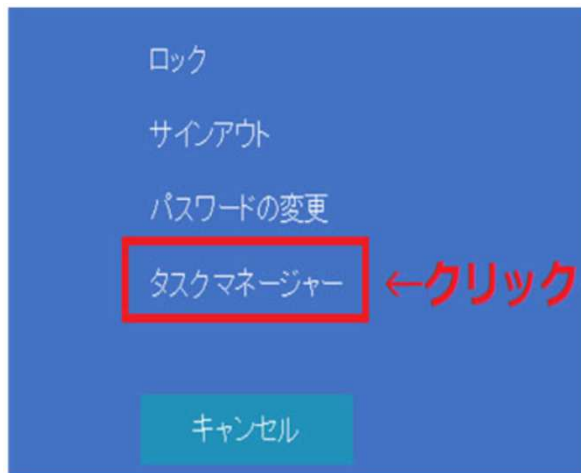 ロック
サインアウト
パスワードの変更
タスクマネージャー ←クリック
キャンセル